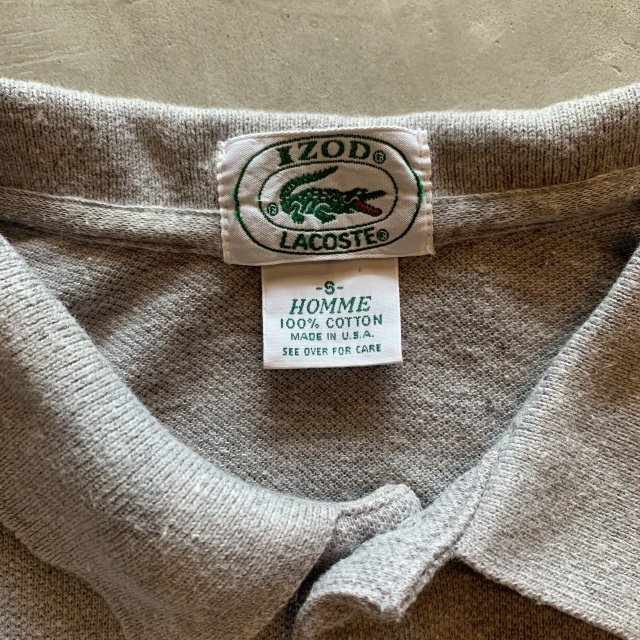 IZOD®
®
LACOSTE®
-S-
HOMME
100% COTTON
MADE IN U.S.A.
SEE OVER FOR CARE